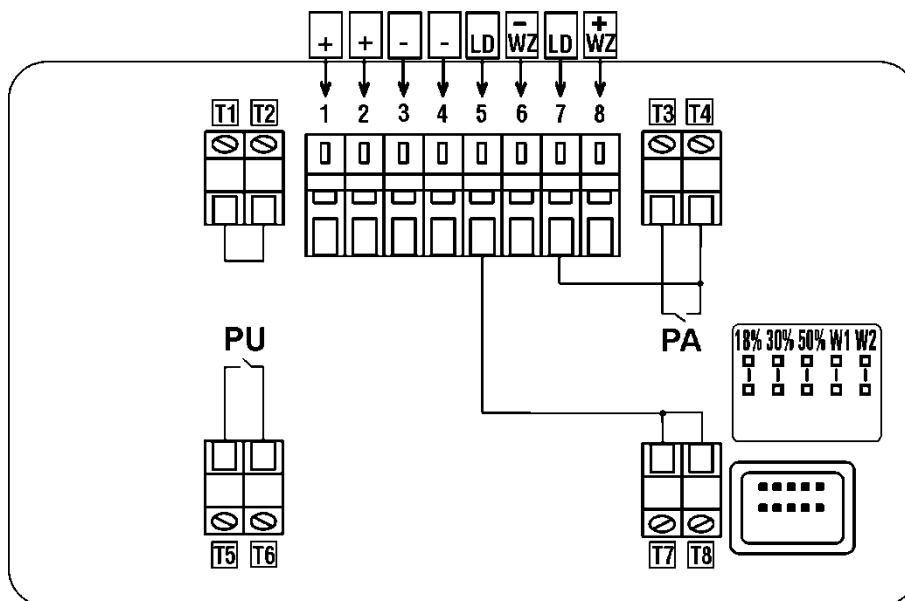 + + - - LD - WZ LD + WZ
1 2 3 4 5 6 7 8
T1 T2 T3 T4
PU PA
18% 30% 50% W1 W2
T5 T6 T7 T8